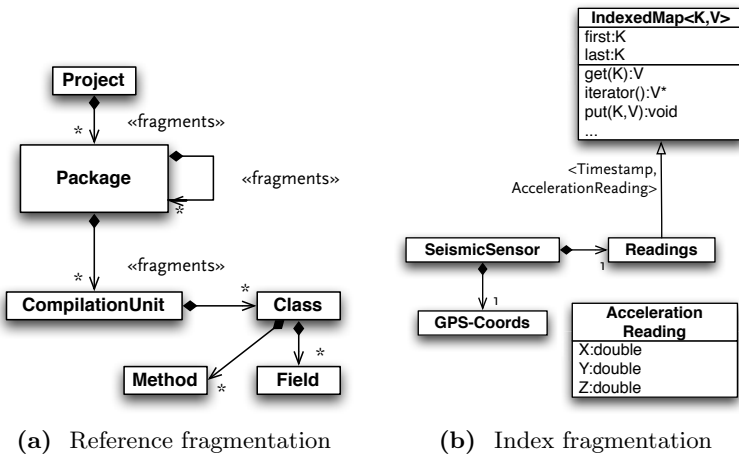 Project
«fragments»
*
Package
«fragments»
*
«fragments»
*
CompilationUnit
*
Class
Method
*
Field
*
(a) Reference fragmentation
IndexedMap<K,V>
first:K
last:K
get(K):V
iterator():V*
put(K,V):void
...
<Timestamp,
AccelerationReading>
SeismicSensor
1
Readings
1
GPS-Coords
Acceleration
Reading
X:double
Y:double
Z:double
(b) Index fragmentation